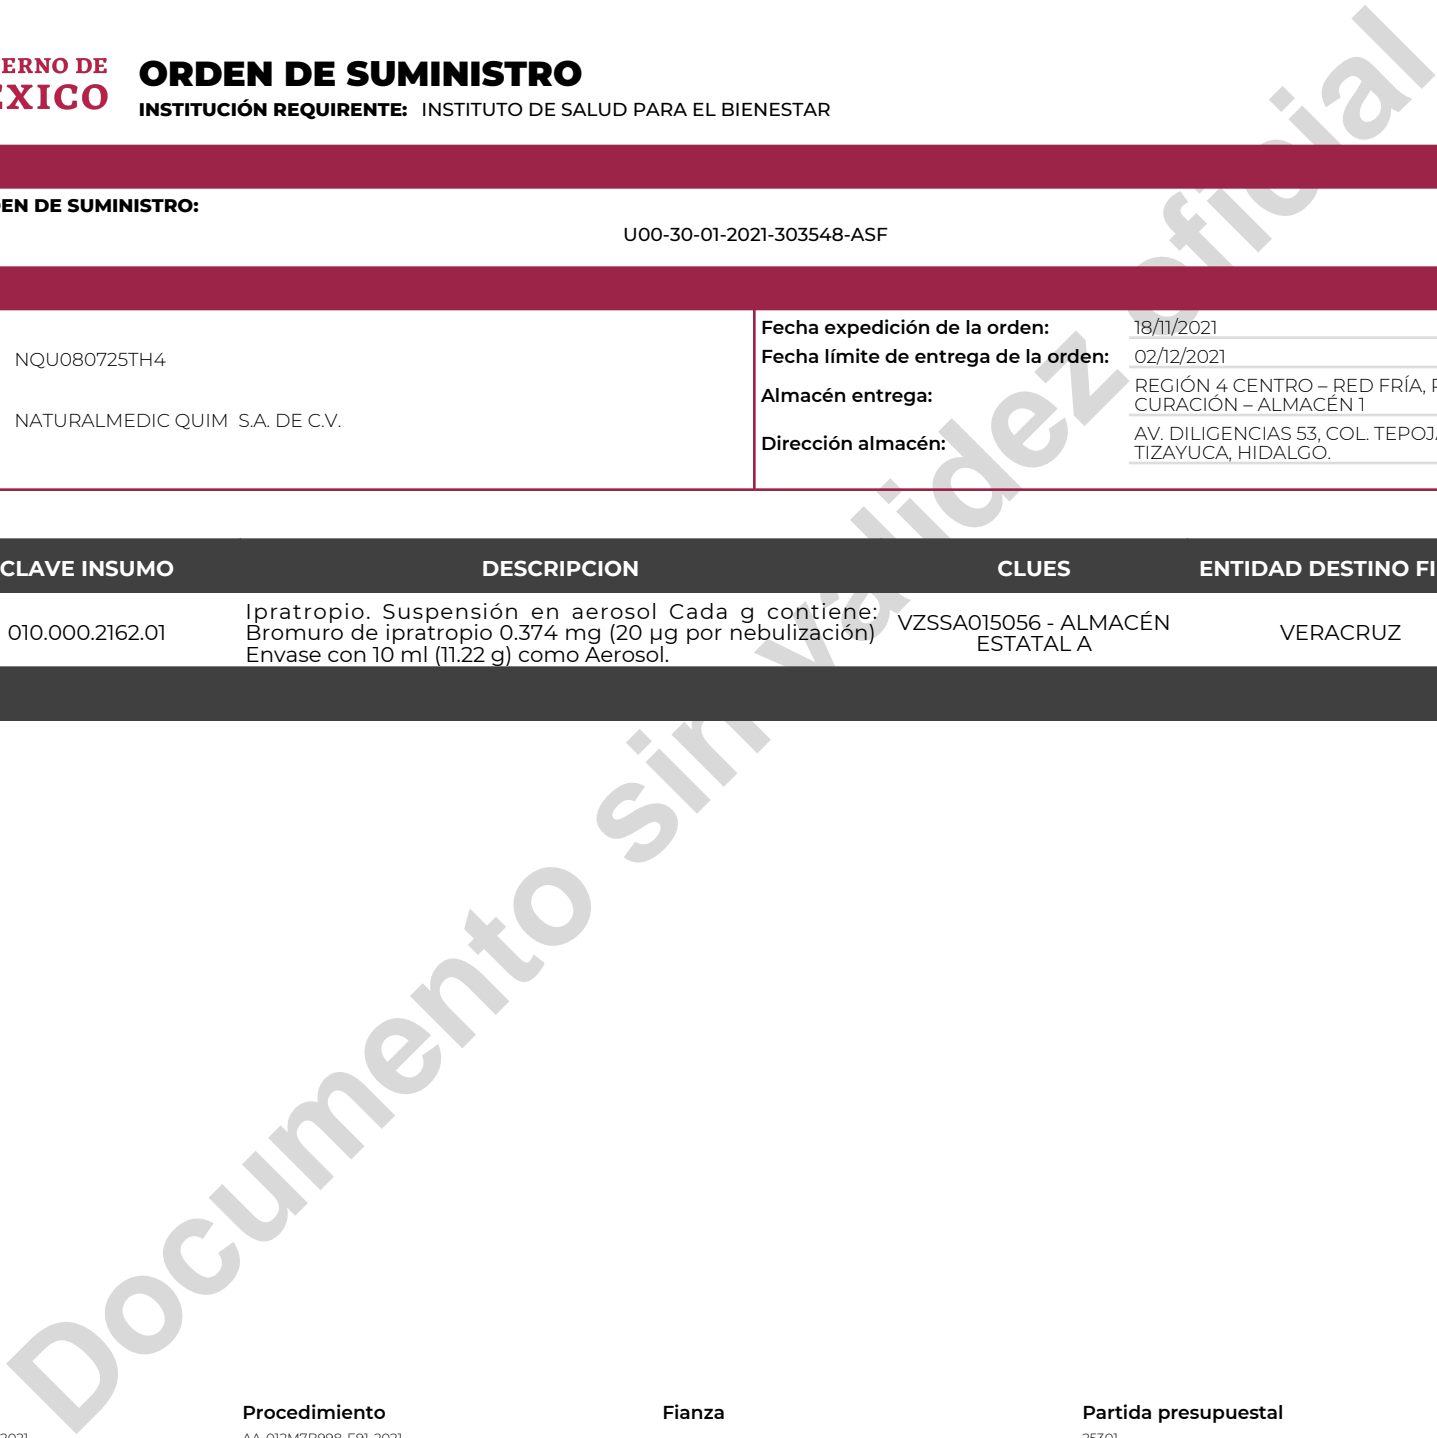 ERNO DE
EXICO
ORDEN DE SUMINISTRO
INSTITUCIÓN REQUIRENTE: INSTITUTO DE SALUD PARA EL BIENESTAR
EN DE SUMINISTRO:
U00-30-01-2021-303548-ASF
NQU080725TH4
NATURALMEDIC QUIM S.A. DE C.V.
Fecha expedición de la orden: 18/11/2021
Fecha límite de entrega de la orden: 02/12/2021
Almacén entrega: REGIÓN 4 CENTRO – RED FRÍA,
CURACIÓN – ALMACÉN 1
Dirección almacén: AV. DILIGENCIAS 53, COL. TEPOJ
TIZAYUCA, HIDALGO.
CLAVE INSUMO DESCRIPCION CLUES ENTIDAD DESTINO FI
010.000.2162.01
Ipratropio. Suspensión en aerosol Cada g contiene:
Bromuro de ipratropio 0.374 mg (20 µg por nebulización)
Envase con 10 ml (11.22 g) como Aerosol.
VZSSA015056 - ALMACÉN
ESTATAL A
VERACRUZ
Documento sin validez oficial
Procedimiento Fianza Partida presupuestal